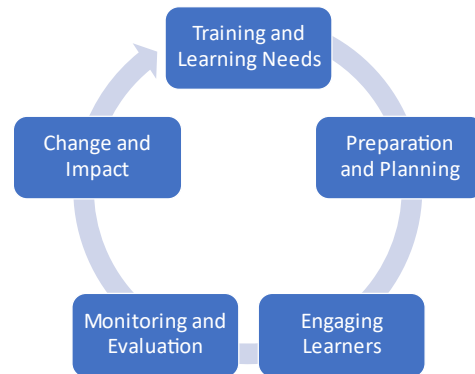 Training and
Learning Needs
Preparation
and Planning
Engaging
Learners
Monitoring and
Evaluation
Change and
Impact